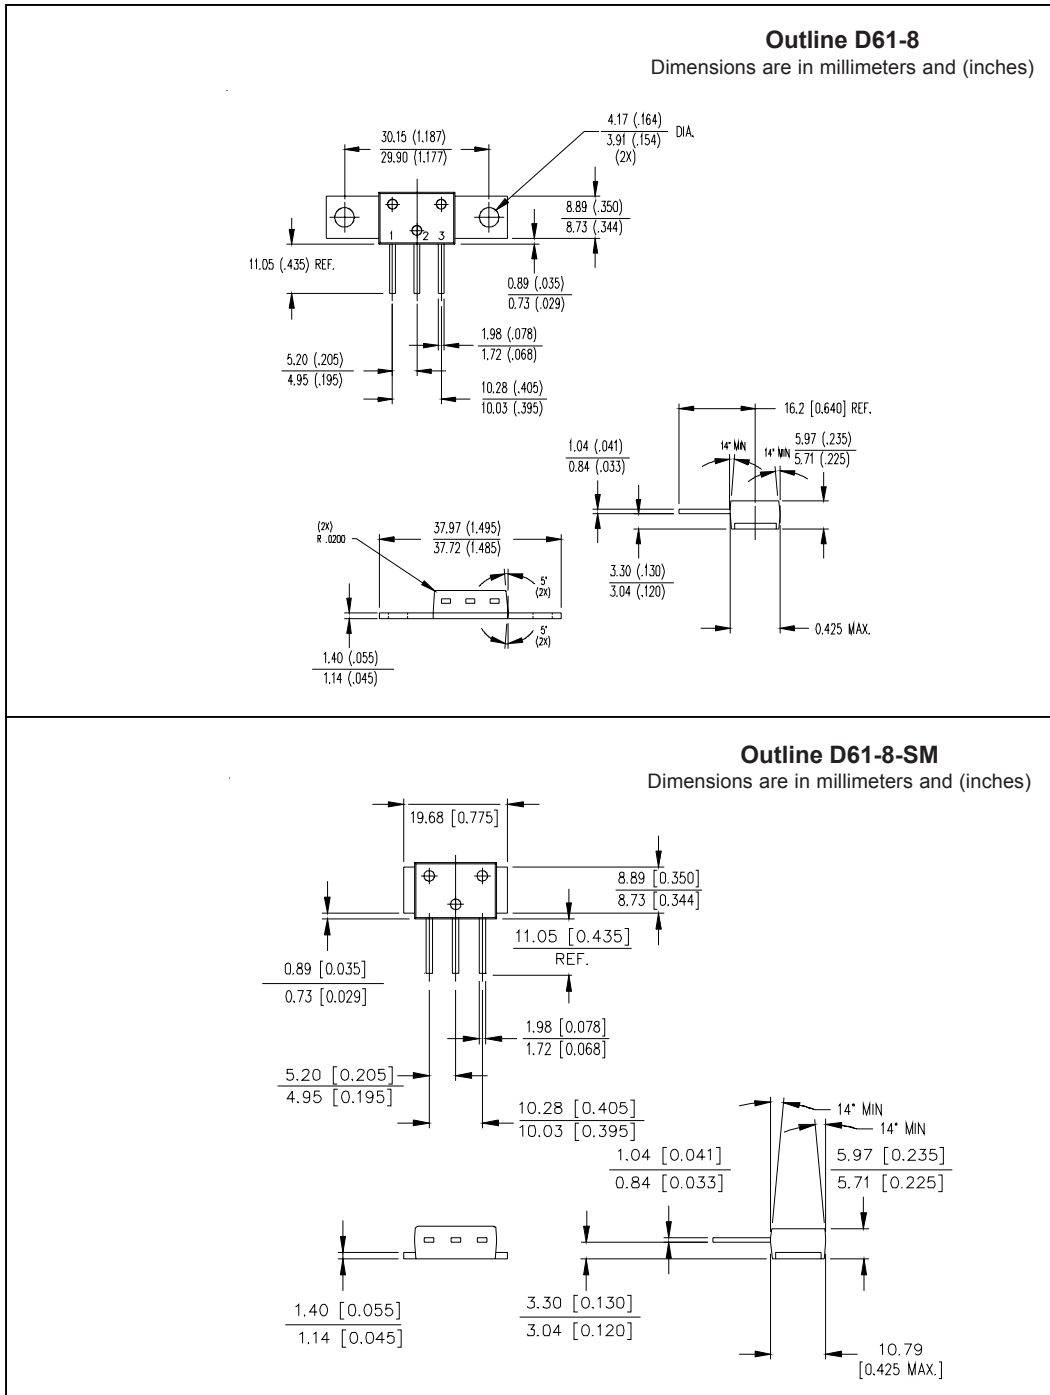 Outline D61-8
Dimensions are in millimeters and (inches)
4.17 (.164)
3.91 (.154)
DIA.
(2X)
30.15 (1.187)
29.90 (1.177)
8.89 (.350)
8.73 (.344)
1 2 3
11.05 (.435) REF.
0.89 (.035)
0.73 (.029)
1.98 (.078)
1.72 (.068)
5.20 (.205)
4.95 (.195)
10.28 (.405)
10.03 (.395)
16.2 [0.640] REF.
1.04 (.041)
0.84 (.033)
14° MIN
14° MIN
5.97 (.235)
5.71 (.225)
(2X)
R .0200
37.97 (1.495)
37.72 (1.485)
5°
(2X)
3.30 (.130)
3.04 (.120)
5°
(2X)
0.425 MAX.
1.40 (.055)
1.14 (.045)
Outline D61-8-SM
Dimensions are in millimeters and (inches)
19.68 [0.775]
8.89 [0.350]
8.73 [0.344]
11.05 [0.435]
REF.
0.89 [0.035]
0.73 [0.029]
1.98 [0.078]
1.72 [0.068]
5.20 [0.205]
4.95 [0.195]
10.28 [0.405]
10.03 [0.395]
14° MIN
14° MIN
1.04 [0.041]
0.84 [0.033]
5.97 [0.235]
5.71 [0.225]
1.40 [0.055]
1.14 [0.045]
3.30 [0.130]
3.04 [0.120]
10.79
[0.425 MAX.]